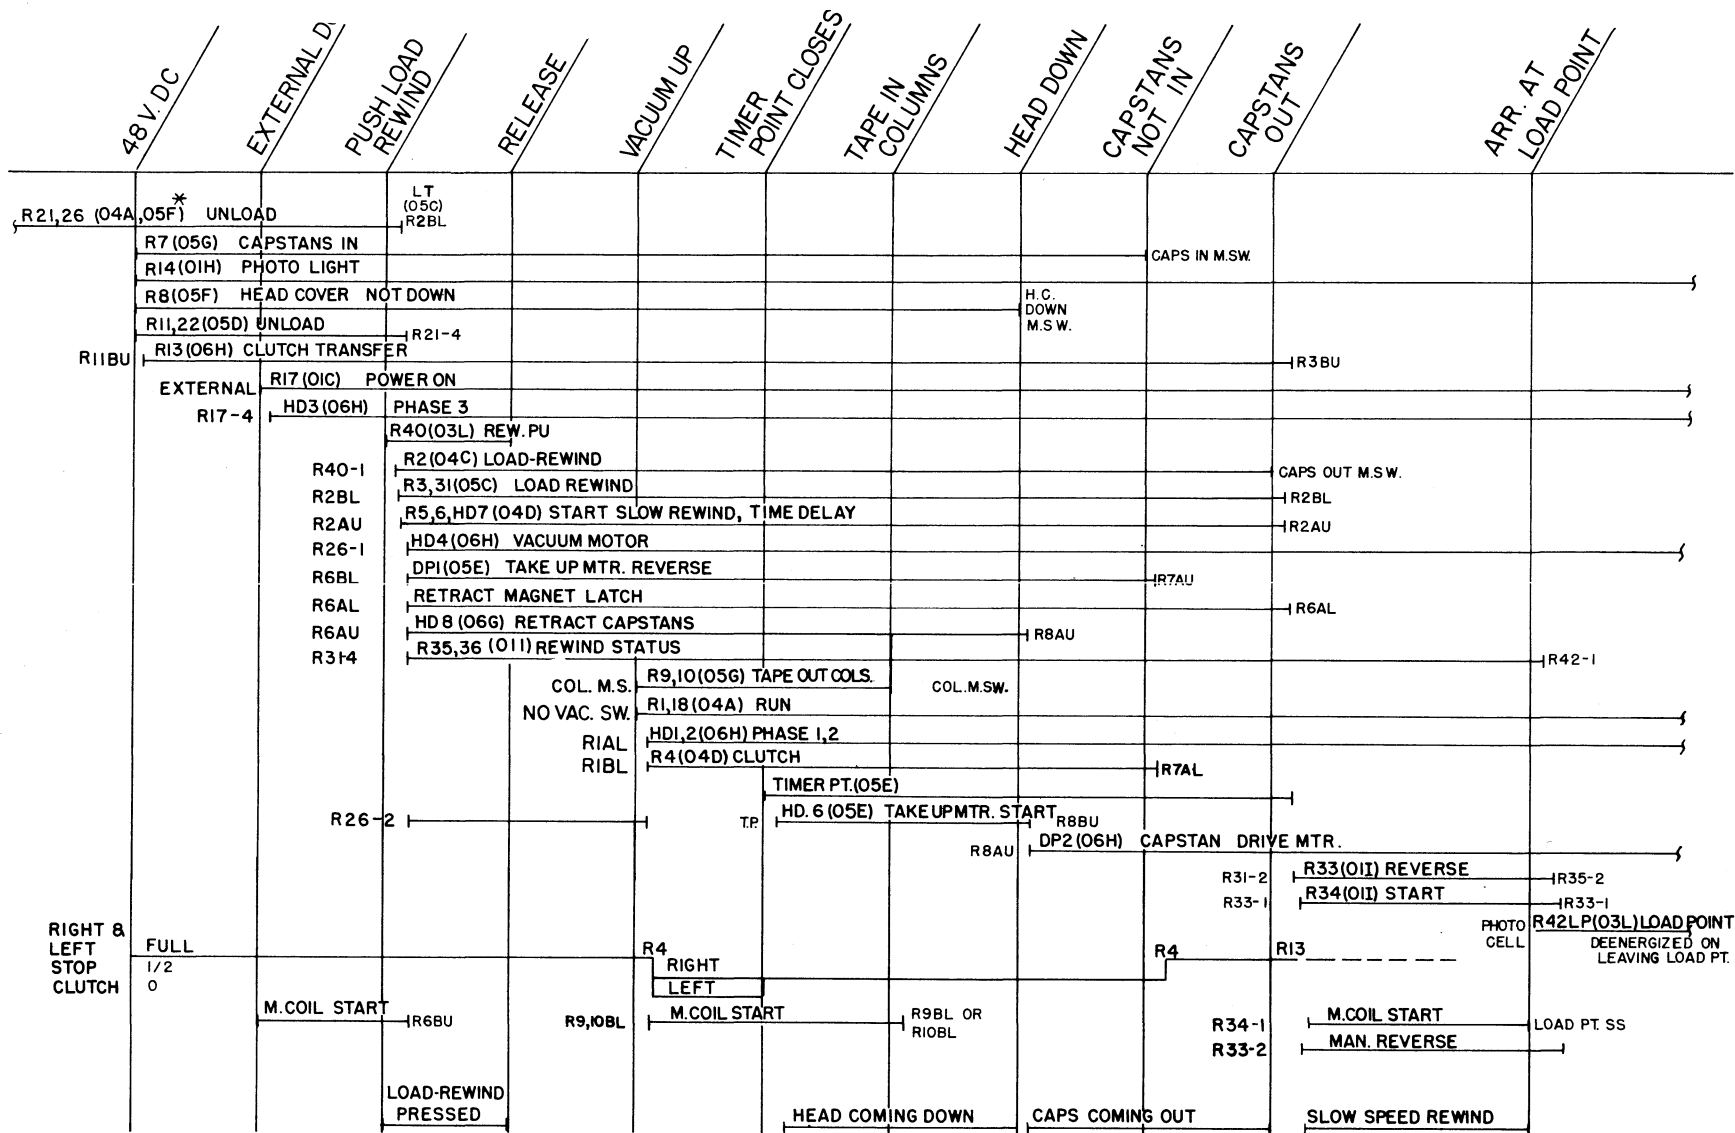 48 V. DC
EXTERNAL
PUSH LOAD
REWIND
RELEASE
VACUUM UP
TIMER
POINT CLOSES
TAPE IN
COLUMNS
HEAD DOWN
CAPSTANS
NOT IN
CAPSTANS
OUT
ARR. AT
LOAD POINT
LT
(05C)
R2BL
R21,26 (04A,05F)* UNLOAD
R7(05G) CAPSTANS IN
CAPS IN M.SW.
R14(01H) PHOTO LIGHT
R8(05F) HEAD COVER NOT DOWN
H.C.
DOWN
M.SW.
R11,22(05D) UNLOAD
R21-4
R11BU
R13(06H) CLUTCH TRANSFER
R3BU
EXTERNAL
R17(01C) POWER ON
R17-4
HD3(06H) PHASE 3
R40(03L) REW. PU
R40-1
R2(04C) LOAD-REWIND
CAPS OUT M.SW.
R2BL
R3,31(05C) LOAD REWIND
R2BL
R2AU
R5,6,HD7(04D) START SLOW REWIND, TIME DELAY
R2AU
R26-1
HD4(06H) VACUUM MOTOR
R6BL
DP1(05E) TAKE UP MTR. REVERSE
R7AU
R6AL
RETRACT MAGNET LATCH
R6AL
R6AU
HD8(06G) RETRACT CAPSTANS
R8AU
R31-4
R35,36 (01I) REWIND STATUS
R42-1
COL. M.S.
R9,10(05G) TAPE OUT COLS.
COL.M.SW.
NO VAC. SW.
R1,18(04A) RUN
R1AL
HD1,2(06H) PHASE 1,2
R1BL
R4(04D) CLUTCH
R7AL
TIMER PT.(05E)
R26-2
T.P.
HD.6(05E) TAKE UP MTR. START
R8BU
R8AU
DP2(06H) CAPSTAN DRIVE MTR.
R31-2
R33(01I) REVERSE
R35-2
R33-1
R34(01I) START
R33-1
PHOTO
CELL
R42LP(03L) LOAD POINT
DEENERGIZED ON
LEAVING LOAD PT.
RIGHT &
LEFT
STOP
CLUTCH
FULL
1/2
0
R4
RIGHT
LEFT
R4
R13
M.COIL START
R6BU
R9,10BL
M.COIL START
R9BL OR
R10BL
R34-1
M.COIL START
LOAD PT. SS
R33-2
MAN. REVERSE
LOAD-REWIND
PRESSED
HEAD COMING DOWN
CAPS COMING OUT
SLOW SPEED REWIND